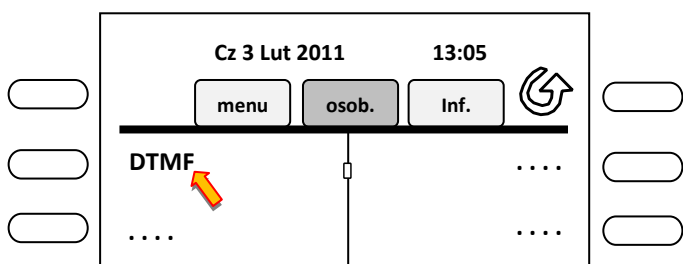 Cz 3 Lut 2011 13:05
menu osob. Inf.
DTMF . . . .
. . . . . . . .